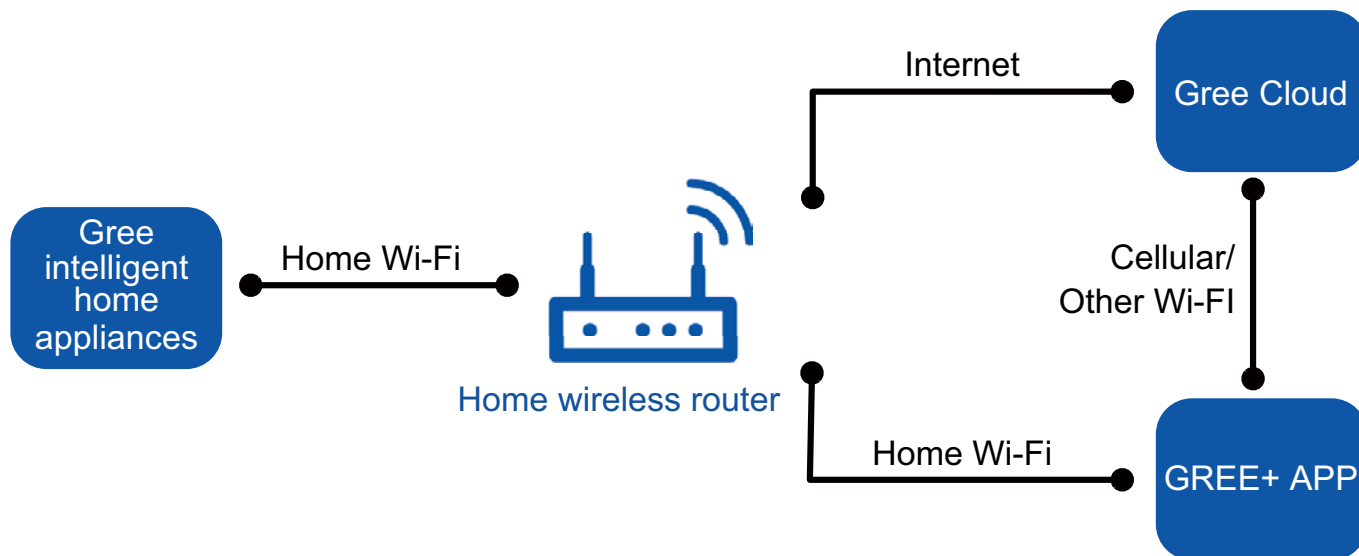 Internet
Gree Cloud
Gree
intelligent
home
appliances
Home Wi-Fi
Cellular/
Other Wi-FI
Home wireless router
Home Wi-Fi
GREE+ APP